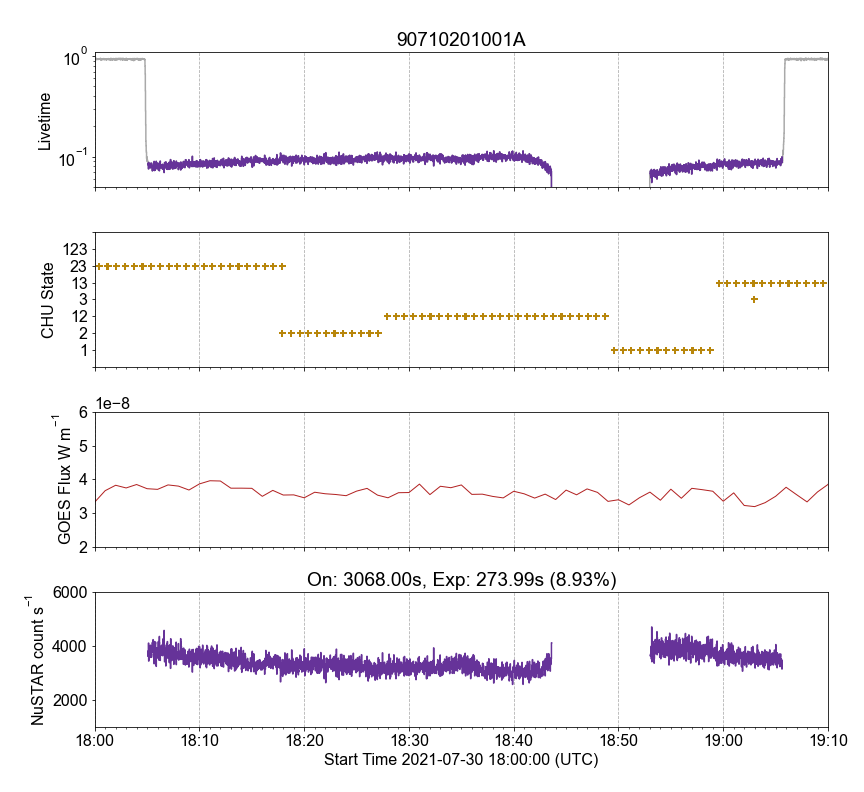 90710201001A
10⁰
10⁻¹
Livetime
123
23
13
3
12
2
1
CHU State
1e−8
6
5
4
3
2
GOES Flux W m⁻¹
On: 3068.00s, Exp: 273.99s (8.93%)
6000
4000
2000
NuSTAR count s⁻¹
18:00 18:10 18:20 18:30 18:40 18:50 19:00 19:10
Start Time 2021-07-30 18:00:00 (UTC)